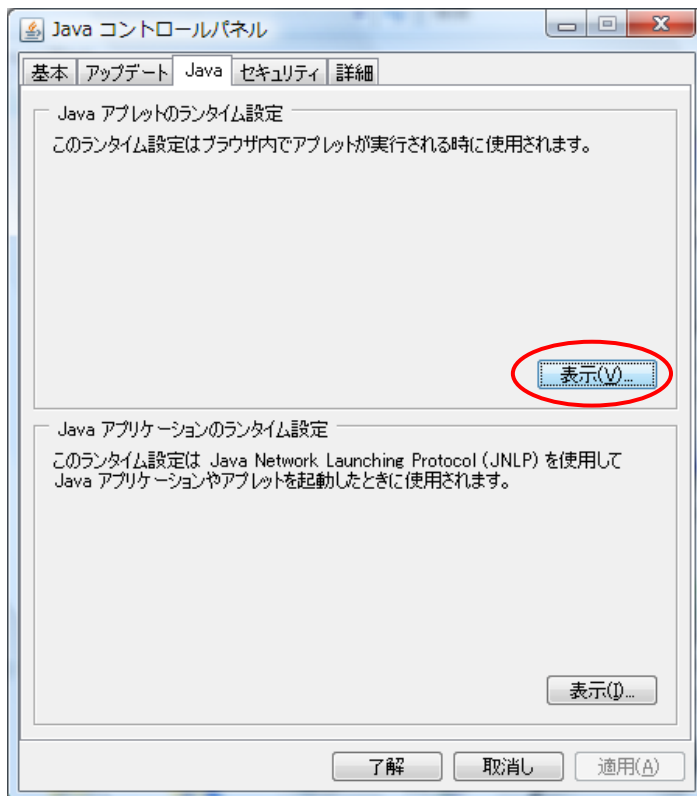 Java コントロールパネル
基本 アップデート Java セキュリティ 詳細
Java アプレットのランタイム設定
このランタイム設定はブラウザ内でアプレットが実行される時に使用されます。
表示(V)...
Java アプリケーションのランタイム設定
このランタイム設定は Java Network Launching Protocol (JNLP) を使用して
Java アプリケーションやアプレットを起動したときに使用されます。
表示(I)...
了解 取消し 適用(A)